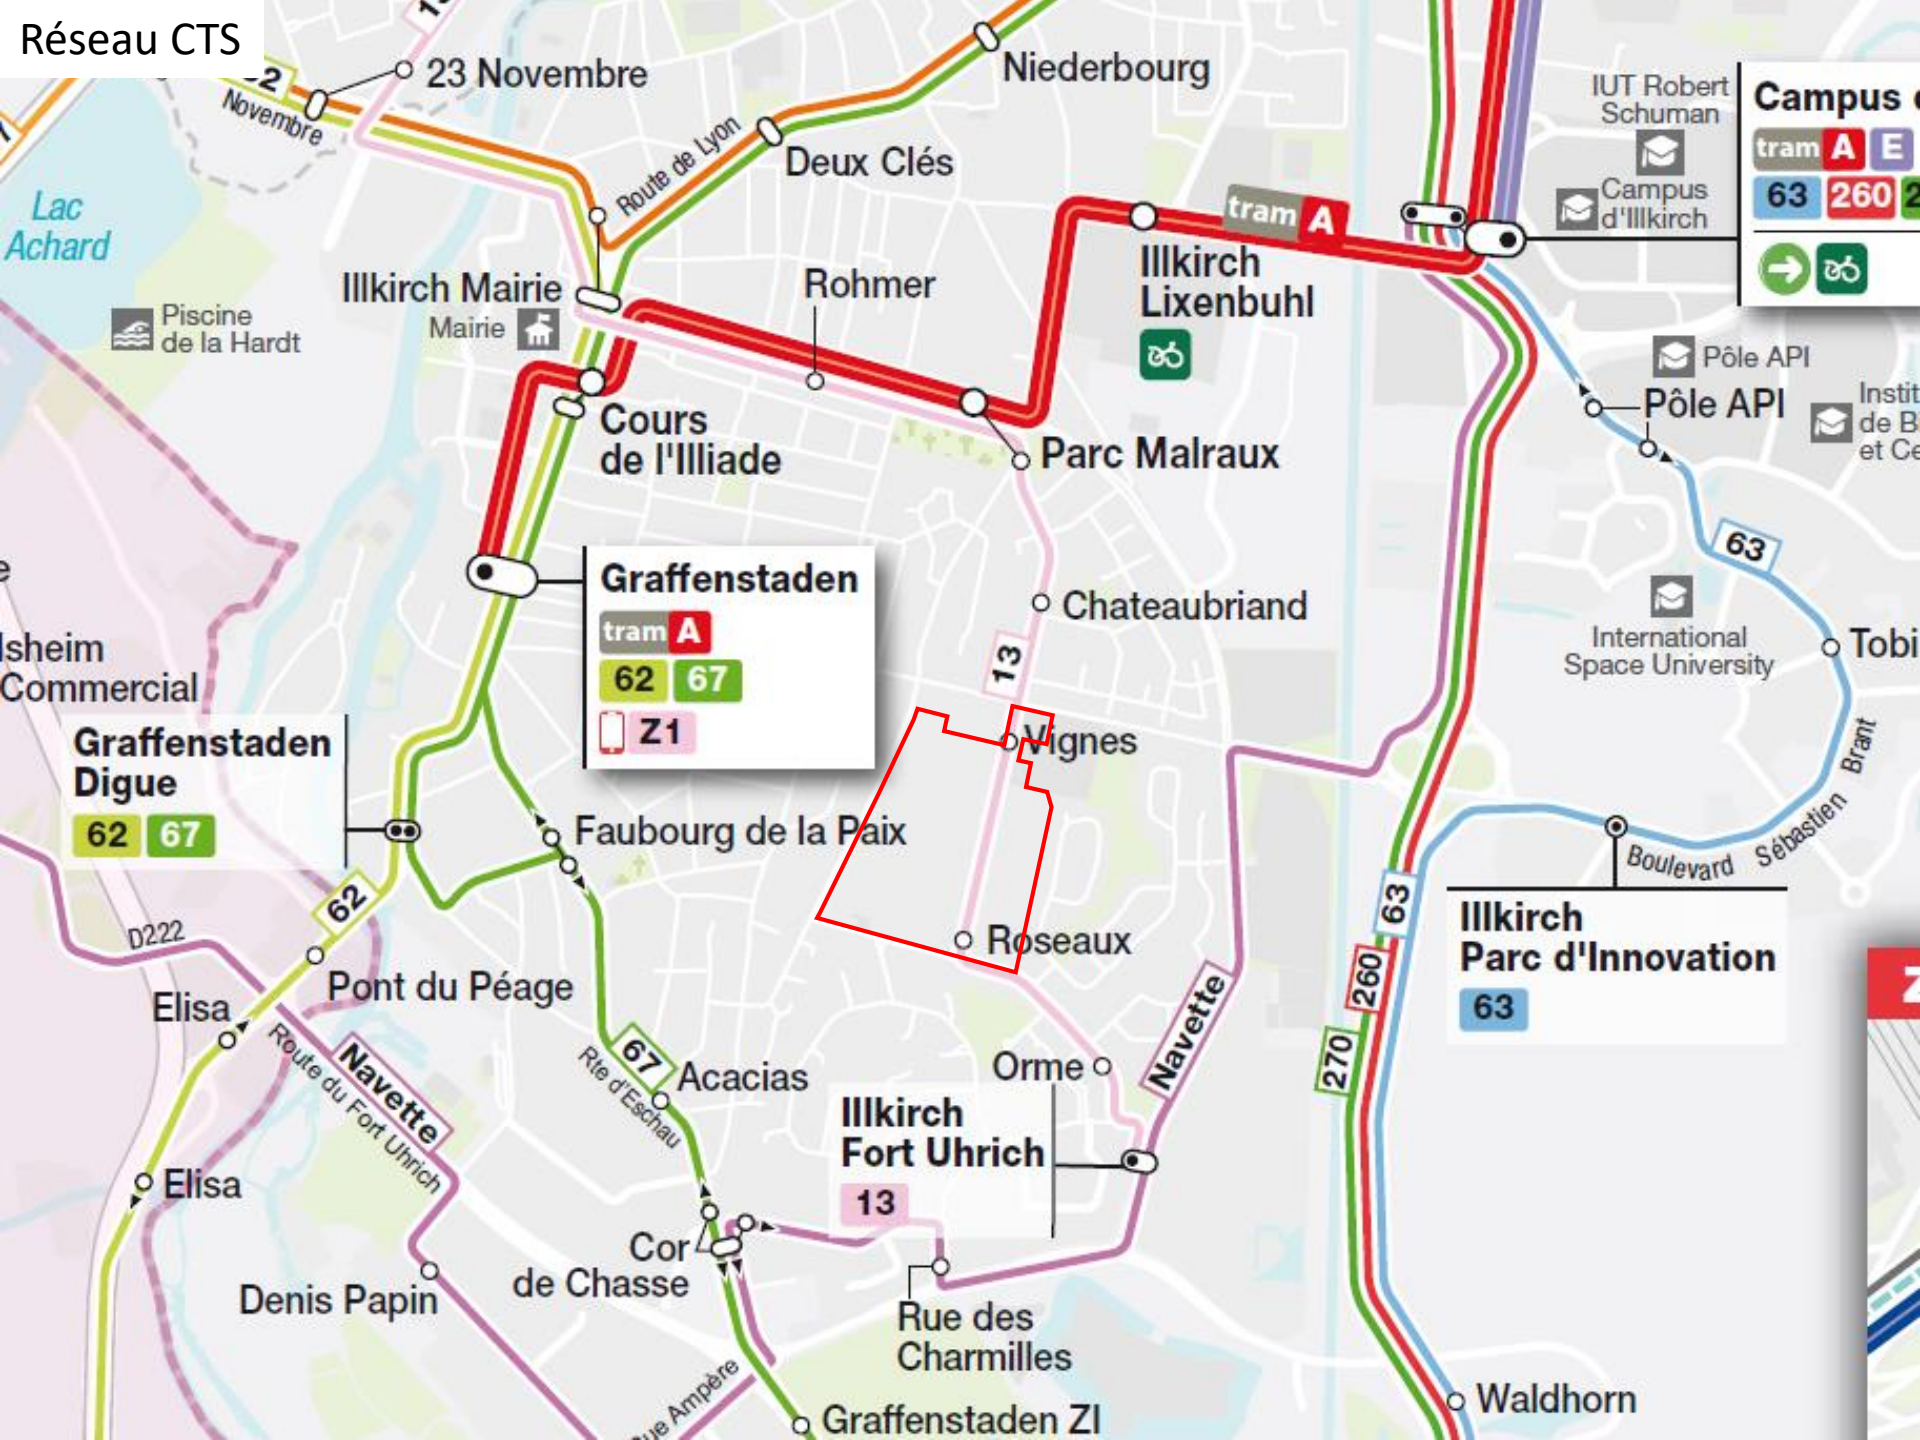 Réseau CTS
23 Novembre
Novembre
Niederbourg
Route de Lyon
Deux Clés
Lac
Achard
Piscine
de la Hardt
Illkirch Mairie
Mairie
Rohmer
tram A
Illkirch
Lixenbuhl
IUT Robert
Schuman
Campus
d'Illkirch
Campus
tram A E
63 260
Pôle API
Pôle API
Cours
de l'Illiade
Parc Malraux
63
Graffenstaden
tram A
62 67
Z1
Chateaubriand
13
International
Space University
Commercial
Graffenstaden
Digue
62 67
Vignes
Faubourg de la Paix
Boulevard Sébastien Brant
62
63
D222
Pont du Péage
Roseaux
Illkirch
Parc d'Innovation
63
260
270
Elisa
Route du Fort Uhrich
Navette
67
Acacias
Rte d'Eschau
Orme
Navette
Illkirch
Fort Uhrich
13
Elisa
Cor
de Chasse
Denis Papin
Rue des
Charmilles
Graffenstaden ZI
Waldhorn